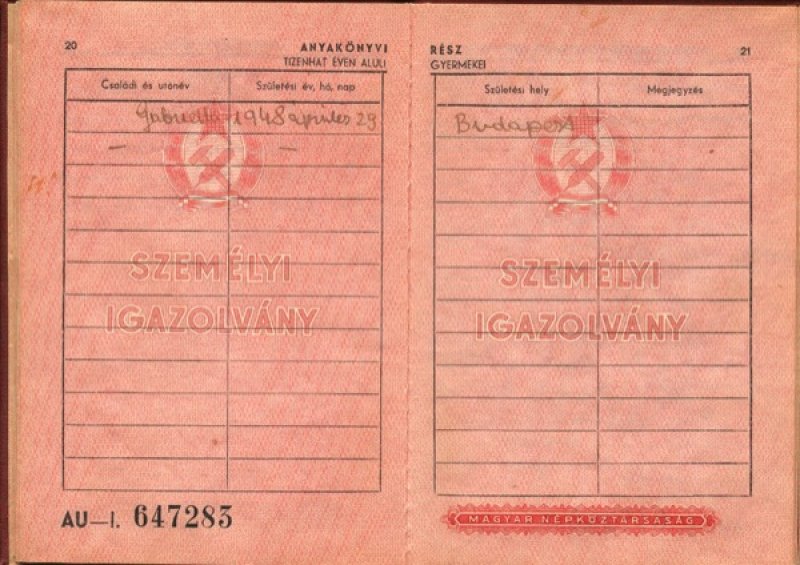 20
ANYAKÖNYVI
TIZENHAT ÉVEN ALULI
Családi és utónév
Születési év, hó, nap
Gabriella
1948 április 29
SZEMÉLYI
IGAZOLVÁNY
AU—I. 647283
RÉSZ
21
GYERMEKEI
Születési hely
Megjegyzés
Budapest
SZEMÉLYI
IGAZOLVÁNY
MAGYAR NÉPKÖZTÁRSASÁG